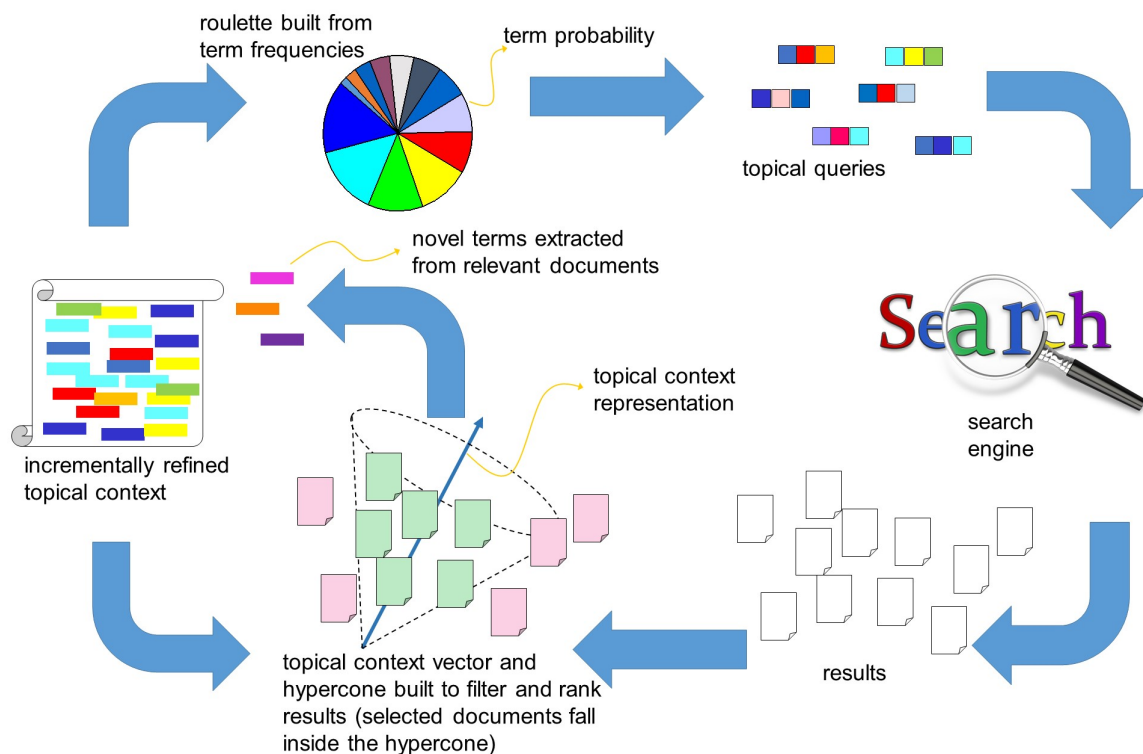 roulette built from
term frequencies
term probability
topical queries
novel terms extracted
from relevant documents
Search
search
engine
topical context
representation
incrementally refined
topical context
results
topical context vector and
hypercone built to filter and rank
results (selected documents fall
inside the hypercone)